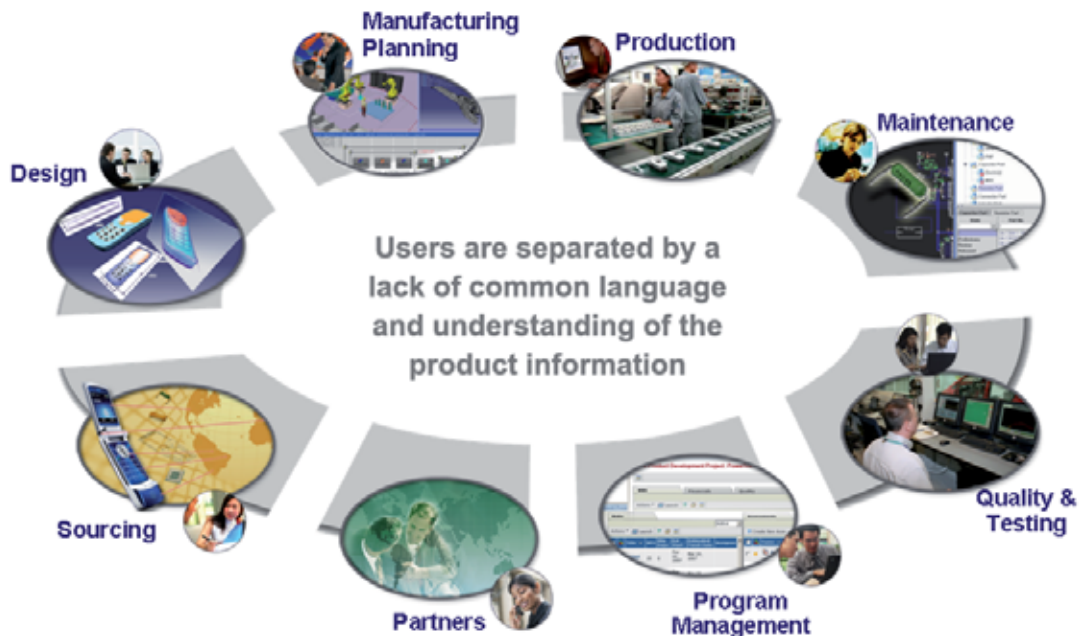 Manufacturing
Planning
Production
Maintenance
Design
Users are separated by a
lack of common language
and understanding of the
product information
Sourcing
Partners
Program
Management
Quality &
Testing